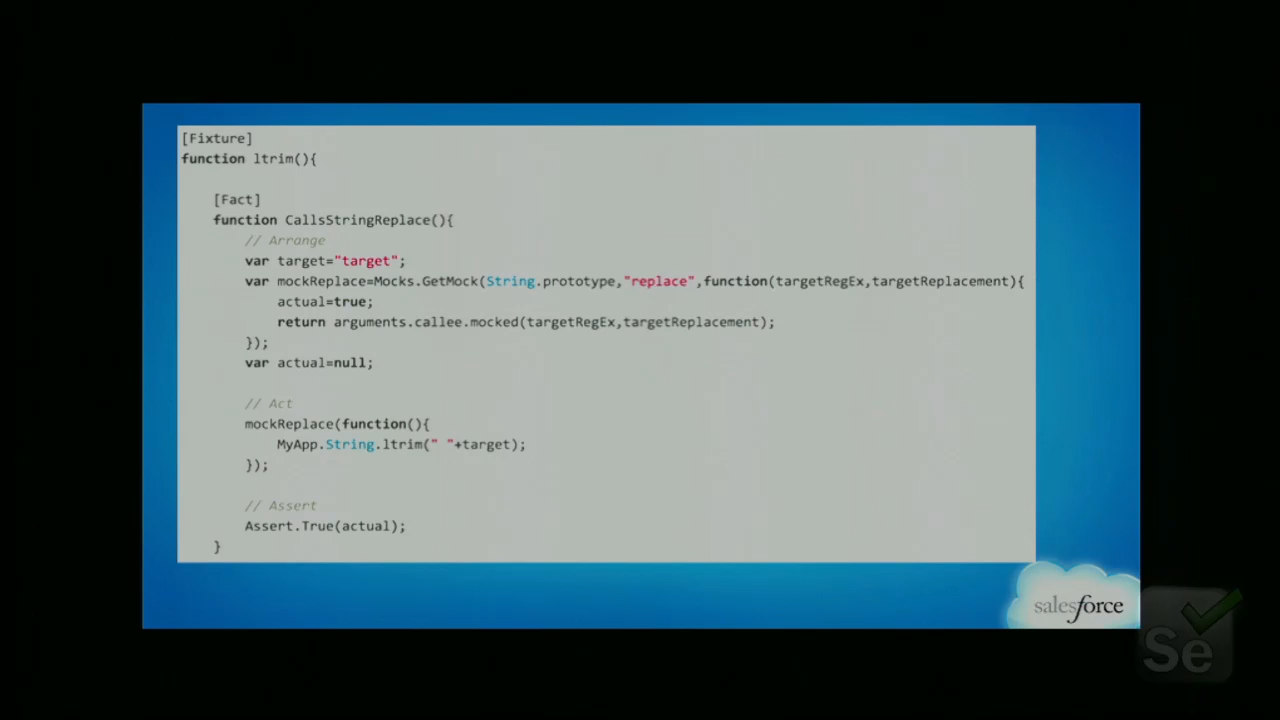 [Fixture]
function ltrim(){
[Fact]
function CallsStringReplace(){
// Arrange
var target="target";
var mockReplace=Mocks.GetMock(String.prototype,"replace",function(targetRegEx,targetReplacement){
actual=true;
return arguments.callee.mocked(targetRegEx,targetReplacement);
});
var actual=null;
// Act
mockReplace(function(){
MyApp.String.ltrim(" "+target);
});
// Assert
Assert.True(actual);
}
salesforce
Se